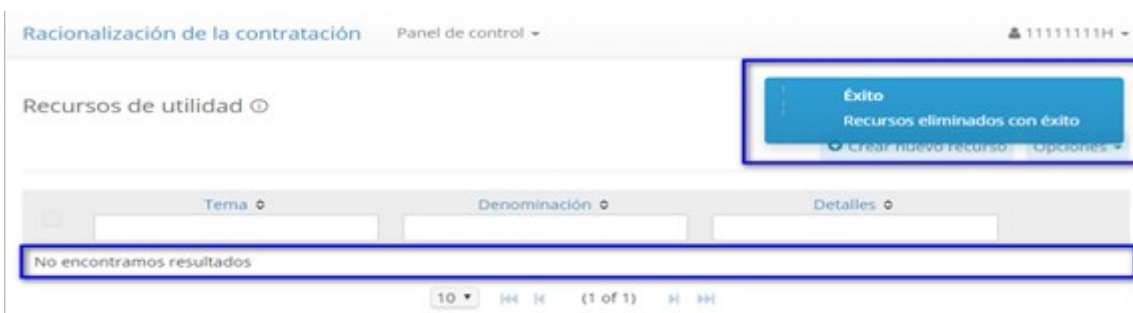 Racionalización de la contratación Panel de control 11111111H
Recursos de utilidad
Éxito
Recursos eliminados con éxito
Crear nuevo recurso Opciones
Tema Denominación Detalles
No encontramos resultados
10 (1 of 1)